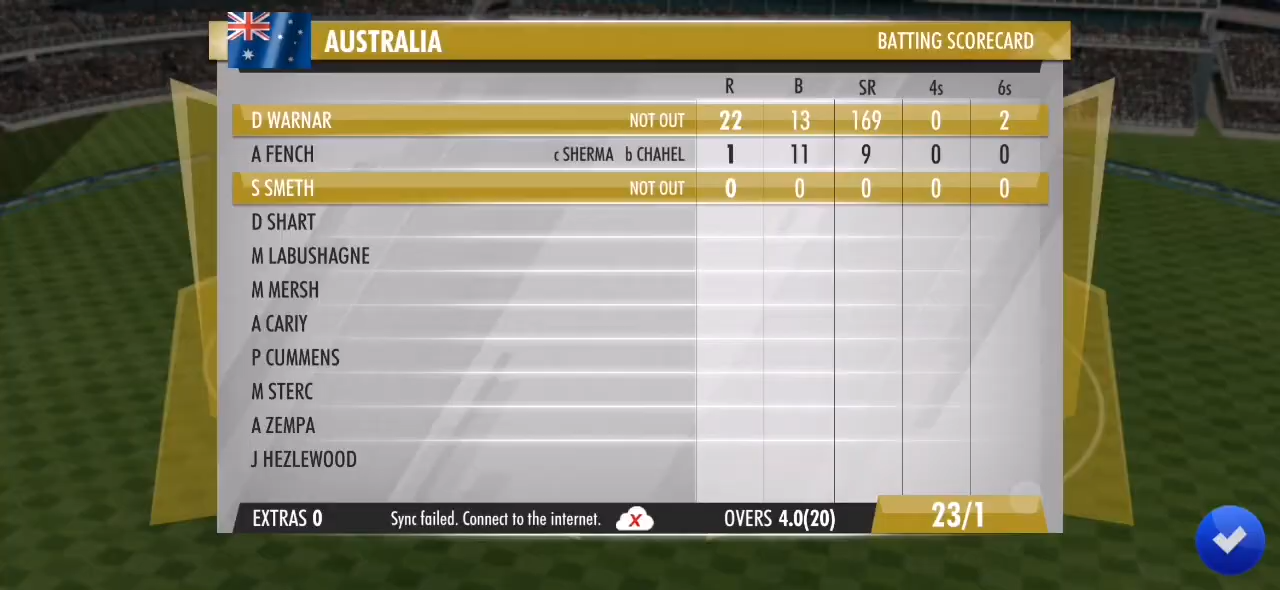 AUSTRALIA BATTING SCORECARD
R B SR 4s 6s
D WARNAR NOT OUT 22 13 169 0 2
A FENCH c SHERMA b CHAHEL 1 11 9 0 0
S SMETH NOT OUT 0 0 0 0 0
D SHART
M LABUSHAGNE
M MERSH
A CARIY
P CUMMENS
M STERC
A ZEMPA
J HEZLEWOOD
EXTRAS 0 Sync failed. Connect to the internet. X OVERS 4.0(20) 23/1